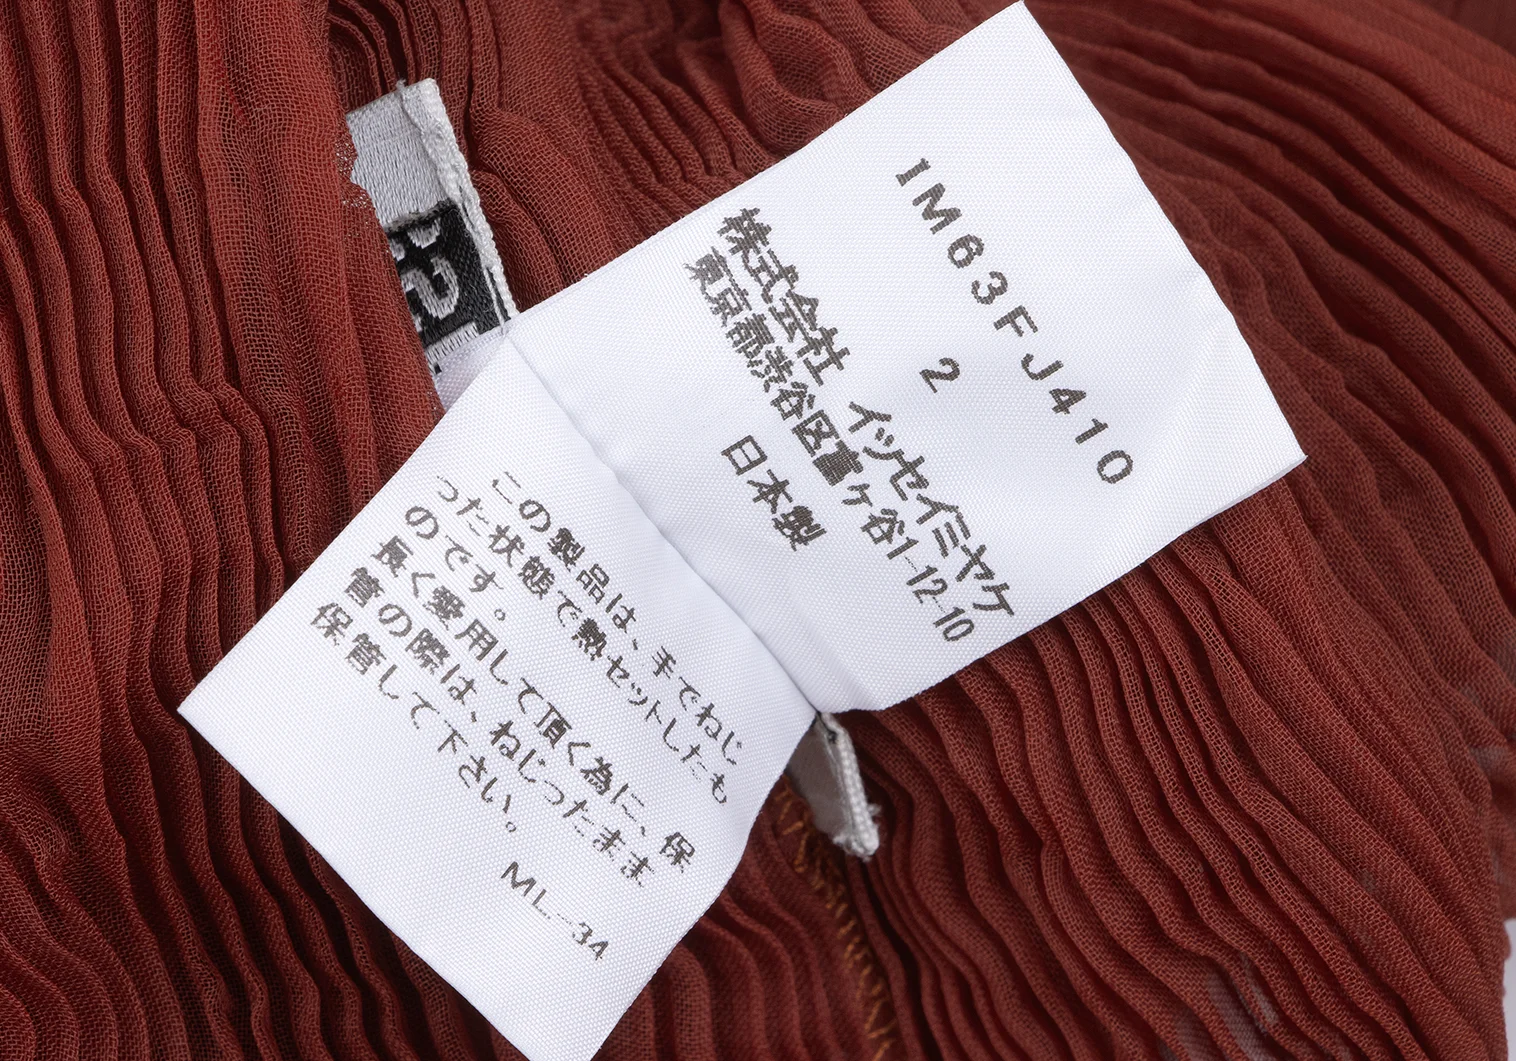 IM63FJ410
2
株式会社 イッセイミヤケ
東京都渋谷区富ヶ谷1-12-10
日本製
この製品は、手でねじ
った状態で熱セットしたも
のです。
長く愛用して頂く為に、保
管の際は、ねじったまま
保管して下さい。
ML-34